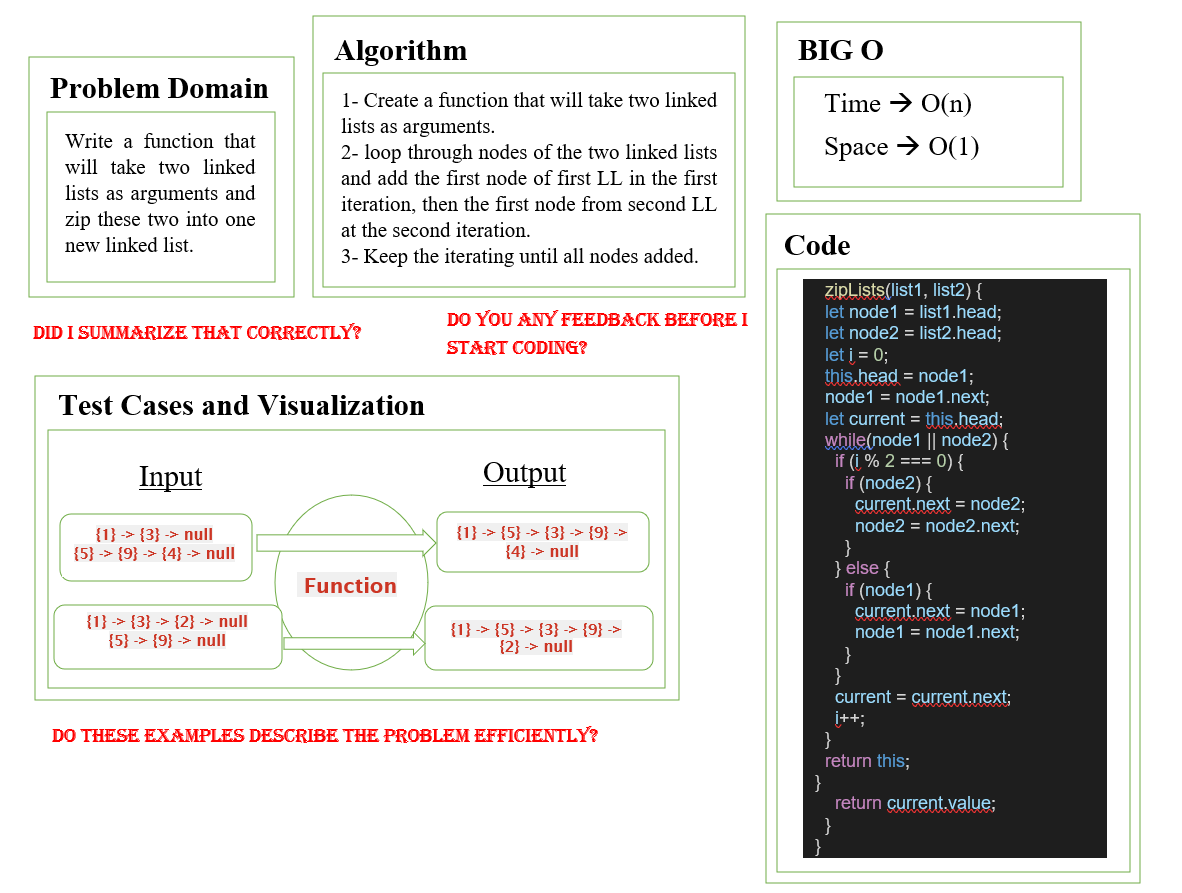 Problem Domain
Write a function that
will take two linked
lists as arguments and
zip these two into one
new linked list.
Algorithm
1- Create a function that will take two linked
lists as arguments.
2- loop through nodes of the two linked lists
and add the first node of first LL in the first
iteration, then the first node from second LL
at the second iteration.
3- Keep the iterating until all nodes added.
BIG O
Time → O(n)
Space → O(1)
DID I SUMMARIZE THAT CORRECTLY?
DO YOU ANY FEEDBACK BEFORE I
START CODING?
Test Cases and Visualization
Input
Output
{1} -> {3} -> null
{5} -> {9} -> {4} -> null
Function
{1} -> {5} -> {3} -> {9} ->
{4} -> null
{1} -> {3} -> {2} -> null
{5} -> {9} -> null
{1} -> {5} -> {3} -> {9} ->
{2} -> null
DO THESE EXAMPLES DESCRIBE THE PROBLEM EFFICIENTLY?
Code
zipLists(list1, list2) {
let node1 = list1.head;
let node2 = list2.head;
let i = 0;
this.head = node1;
node1 = node1.next;
let current = this.head;
while(node1 || node2) {
if (i % 2 === 0) {
if (node2) {
current.next = node2;
node2 = node2.next;
}
} else {
if (node1) {
current.next = node1;
node1 = node1.next;
}
}
current = current.next;
i++;
}
return this;
}
return current.value;
}
}